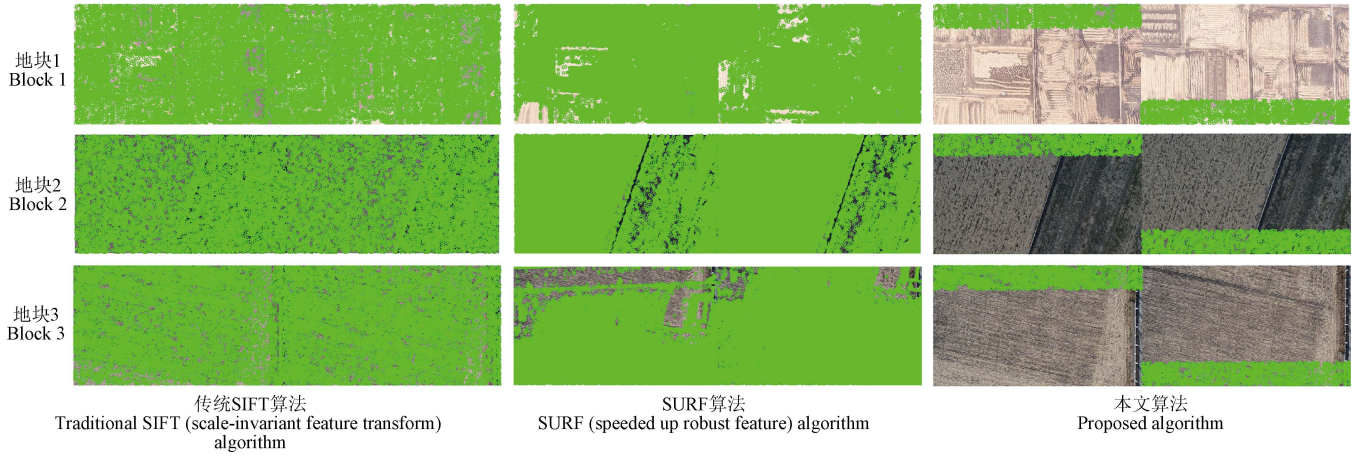 地块1
Block 1
地块2
Block 2
地块3
Block 3
传统SIFT算法
Traditional SIFT (scale-invariant feature transform)
algorithm
SURF算法
SURF (speeded up robust feature) algorithm
本文算法
Proposed algorithm